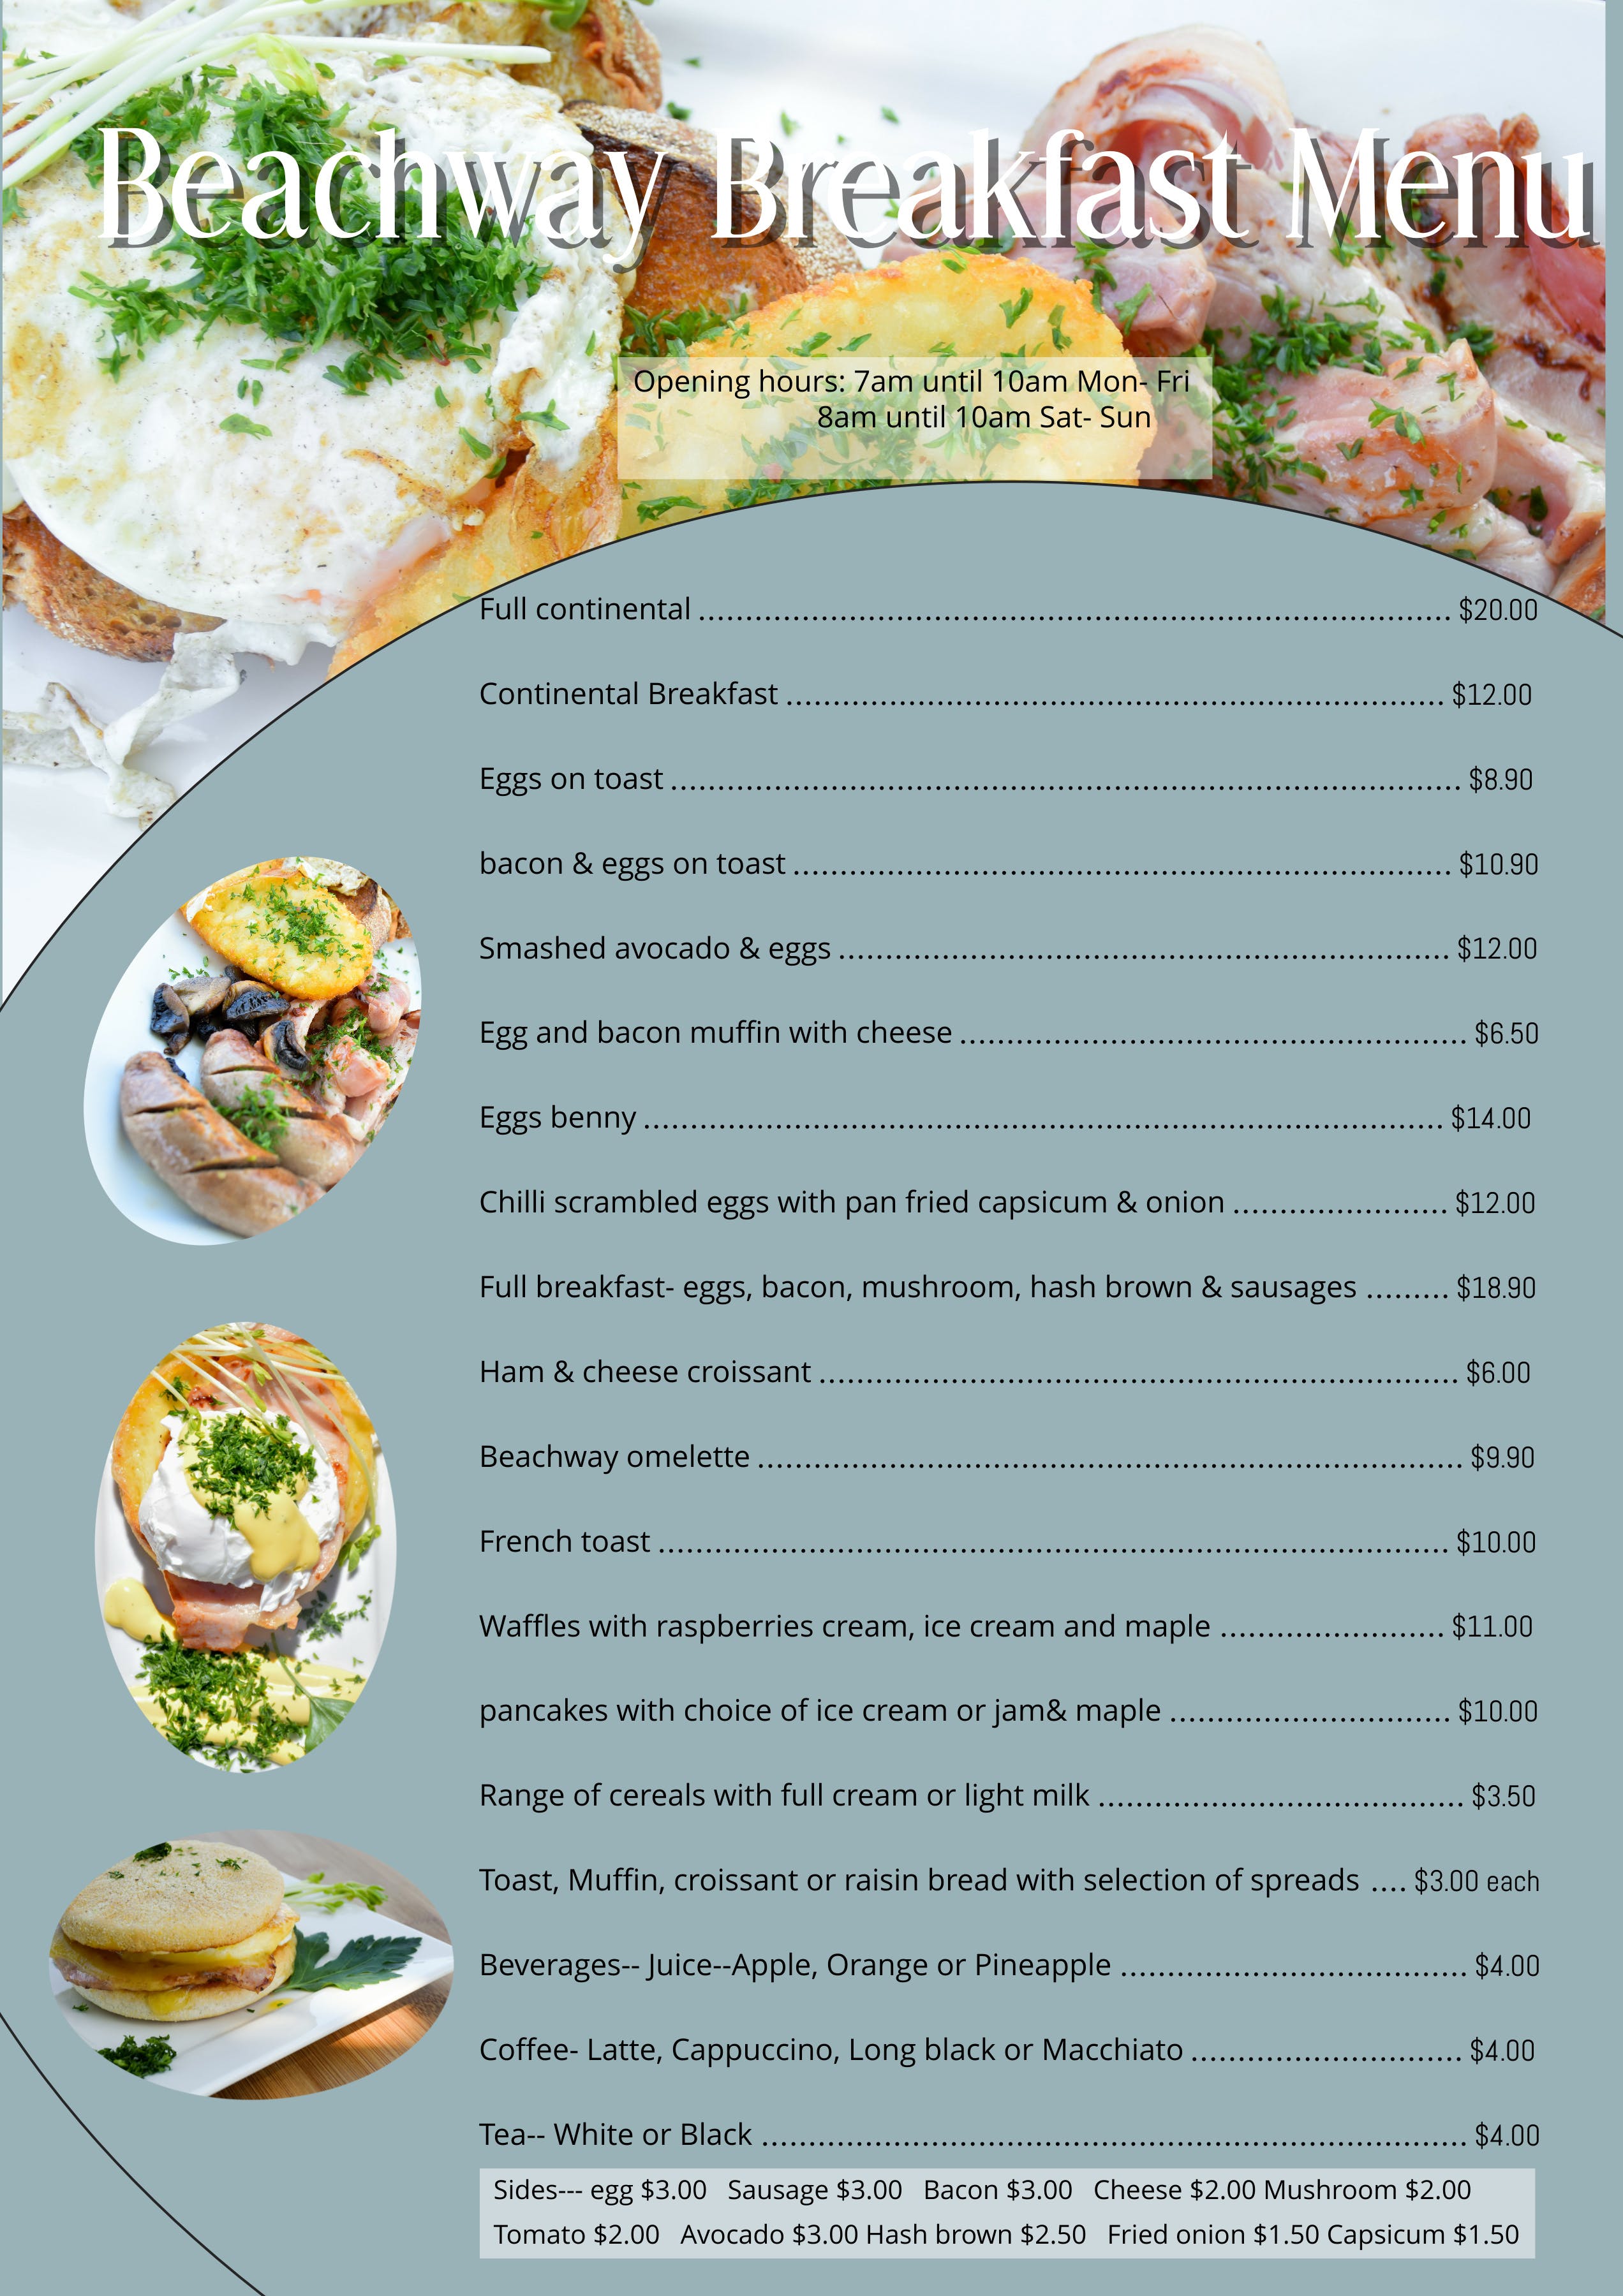 Beachway Breakfast Menu
Opening hours: 7am until 10am Mon- Fri
8am until 10am Sat- Sun
Full continental ........ $20.00
Continental Breakfast ........ $12.00
Eggs on toast ........ $8.90
bacon & eggs on toast ........ $10.90
Smashed avocado & eggs ........ $12.00
Egg and bacon muffin with cheese ........ $6.50
Eggs benny ........ $14.00
Chilli scrambled eggs with pan fried capsicum & onion ........ $12.00
Full breakfast- eggs, bacon, mushroom, hash brown & sausages ........ $18.90
Ham & cheese croissant ........ $6.00
Beachway omelette ........ $9.90
French toast ........ $10.00
Waffles with raspberries cream, ice cream and maple ........ $11.00
pancakes with choice of ice cream or jam& maple ........ $10.00
Range of cereals with full cream or light milk ........ $3.50
Toast, Muffin, croissant or raisin bread with selection of spreads .... $3.00 each
Beverages-- Juice--Apple, Orange or Pineapple ........ $4.00
Coffee- Latte, Cappuccino, Long black or Macchiato ........ $4.00
Tea-- White or Black ........ $4.00
Sides--- egg $3.00 Sausage $3.00 Bacon $3.00 Cheese $2.00 Mushroom $2.00
Tomato $2.00 Avocado $3.00 Hash brown $2.50 Fried onion $1.50 Capsicum $1.50